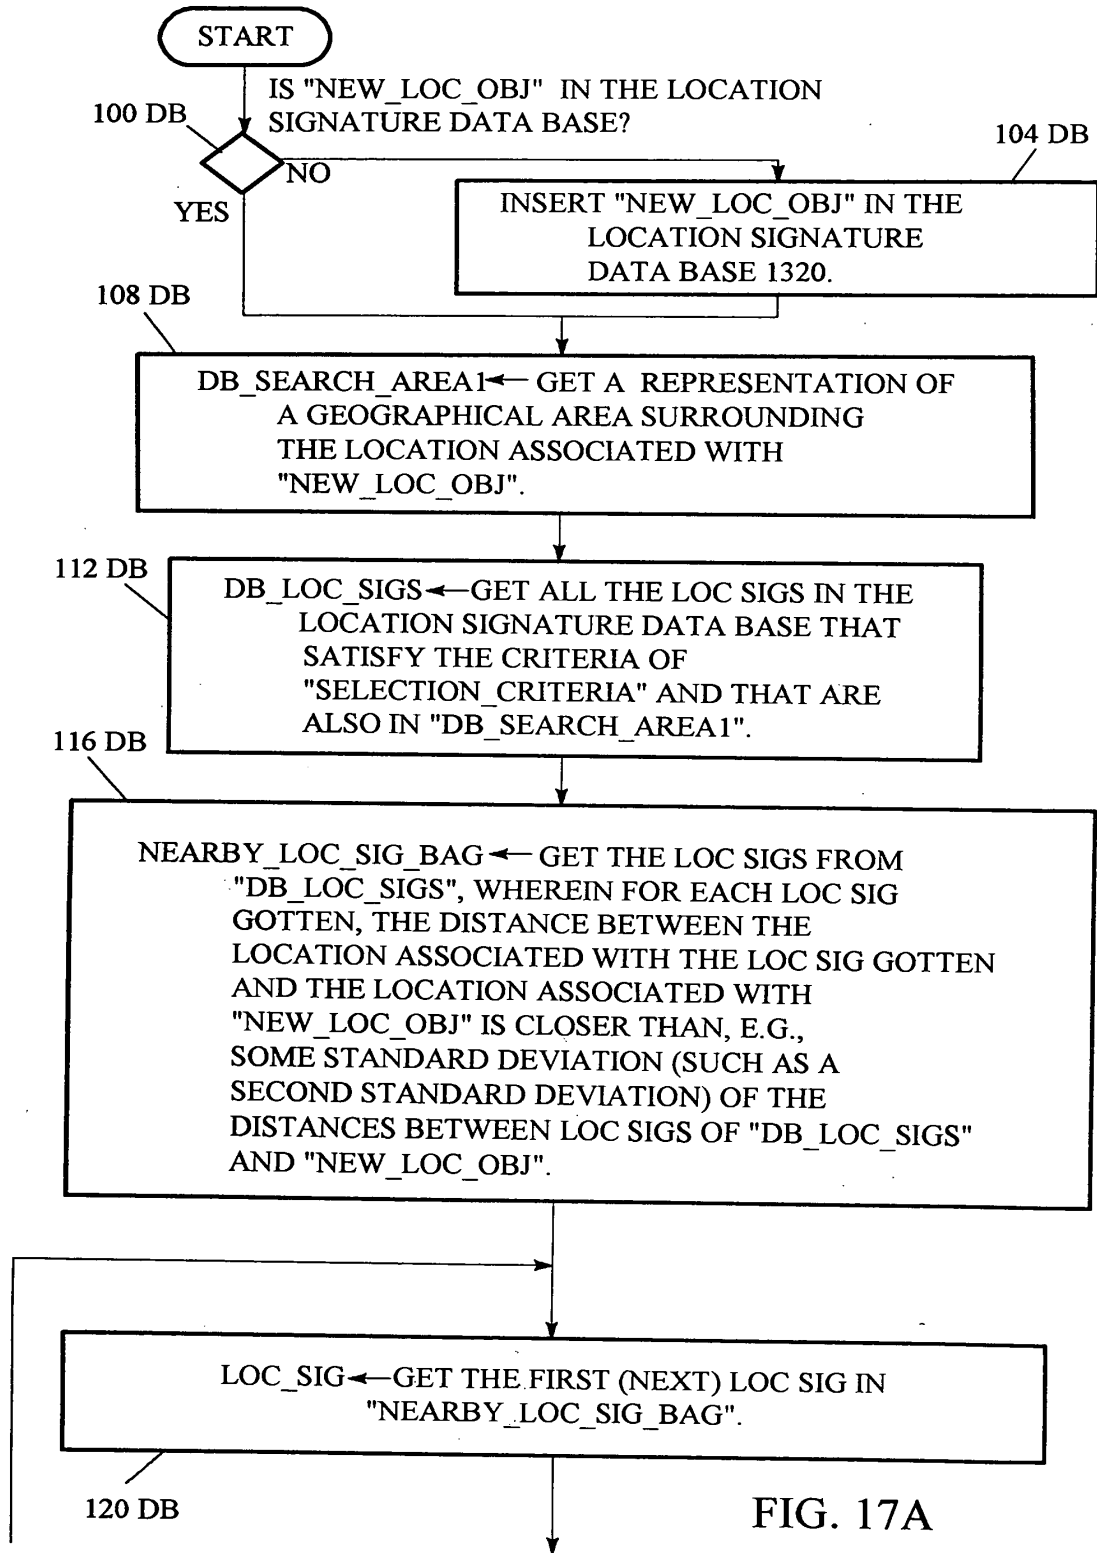 START
IS "NEW_LOC_OBJ" IN THE LOCATION
SIGNATURE DATA BASE?
100 DB
NO
YES
104 DB
INSERT "NEW_LOC_OBJ" IN THE
LOCATION SIGNATURE
DATA BASE 1320.
108 DB
DB_SEARCH_AREA1← GET A REPRESENTATION OF
A GEOGRAPHICAL AREA SURROUNDING
THE LOCATION ASSOCIATED WITH
"NEW_LOC_OBJ".
112 DB
DB_LOC_SIGS←GET ALL THE LOC SIGS IN THE
LOCATION SIGNATURE DATA BASE THAT
SATISFY THE CRITERIA OF
"SELECTION_CRITERIA" AND THAT ARE
ALSO IN "DB_SEARCH_AREA1".
116 DB
NEARBY_LOC_SIG_BAG← GET THE LOC SIGS FROM
"DB_LOC_SIGS", WHEREIN FOR EACH LOC SIG
GOTTEN, THE DISTANCE BETWEEN THE
LOCATION ASSOCIATED WITH THE LOC SIG GOTTEN
AND THE LOCATION ASSOCIATED WITH
"NEW_LOC_OBJ" IS CLOSER THAN, E.G.,
SOME STANDARD DEVIATION (SUCH AS A
SECOND STANDARD DEVIATION) OF THE
DISTANCES BETWEEN LOC SIGS OF "DB_LOC_SIGS"
AND "NEW_LOC_OBJ".
LOC_SIG←GET THE FIRST (NEXT) LOC SIG IN
"NEARBY_LOC_SIG_BAG".
120 DB
FIG. 17A